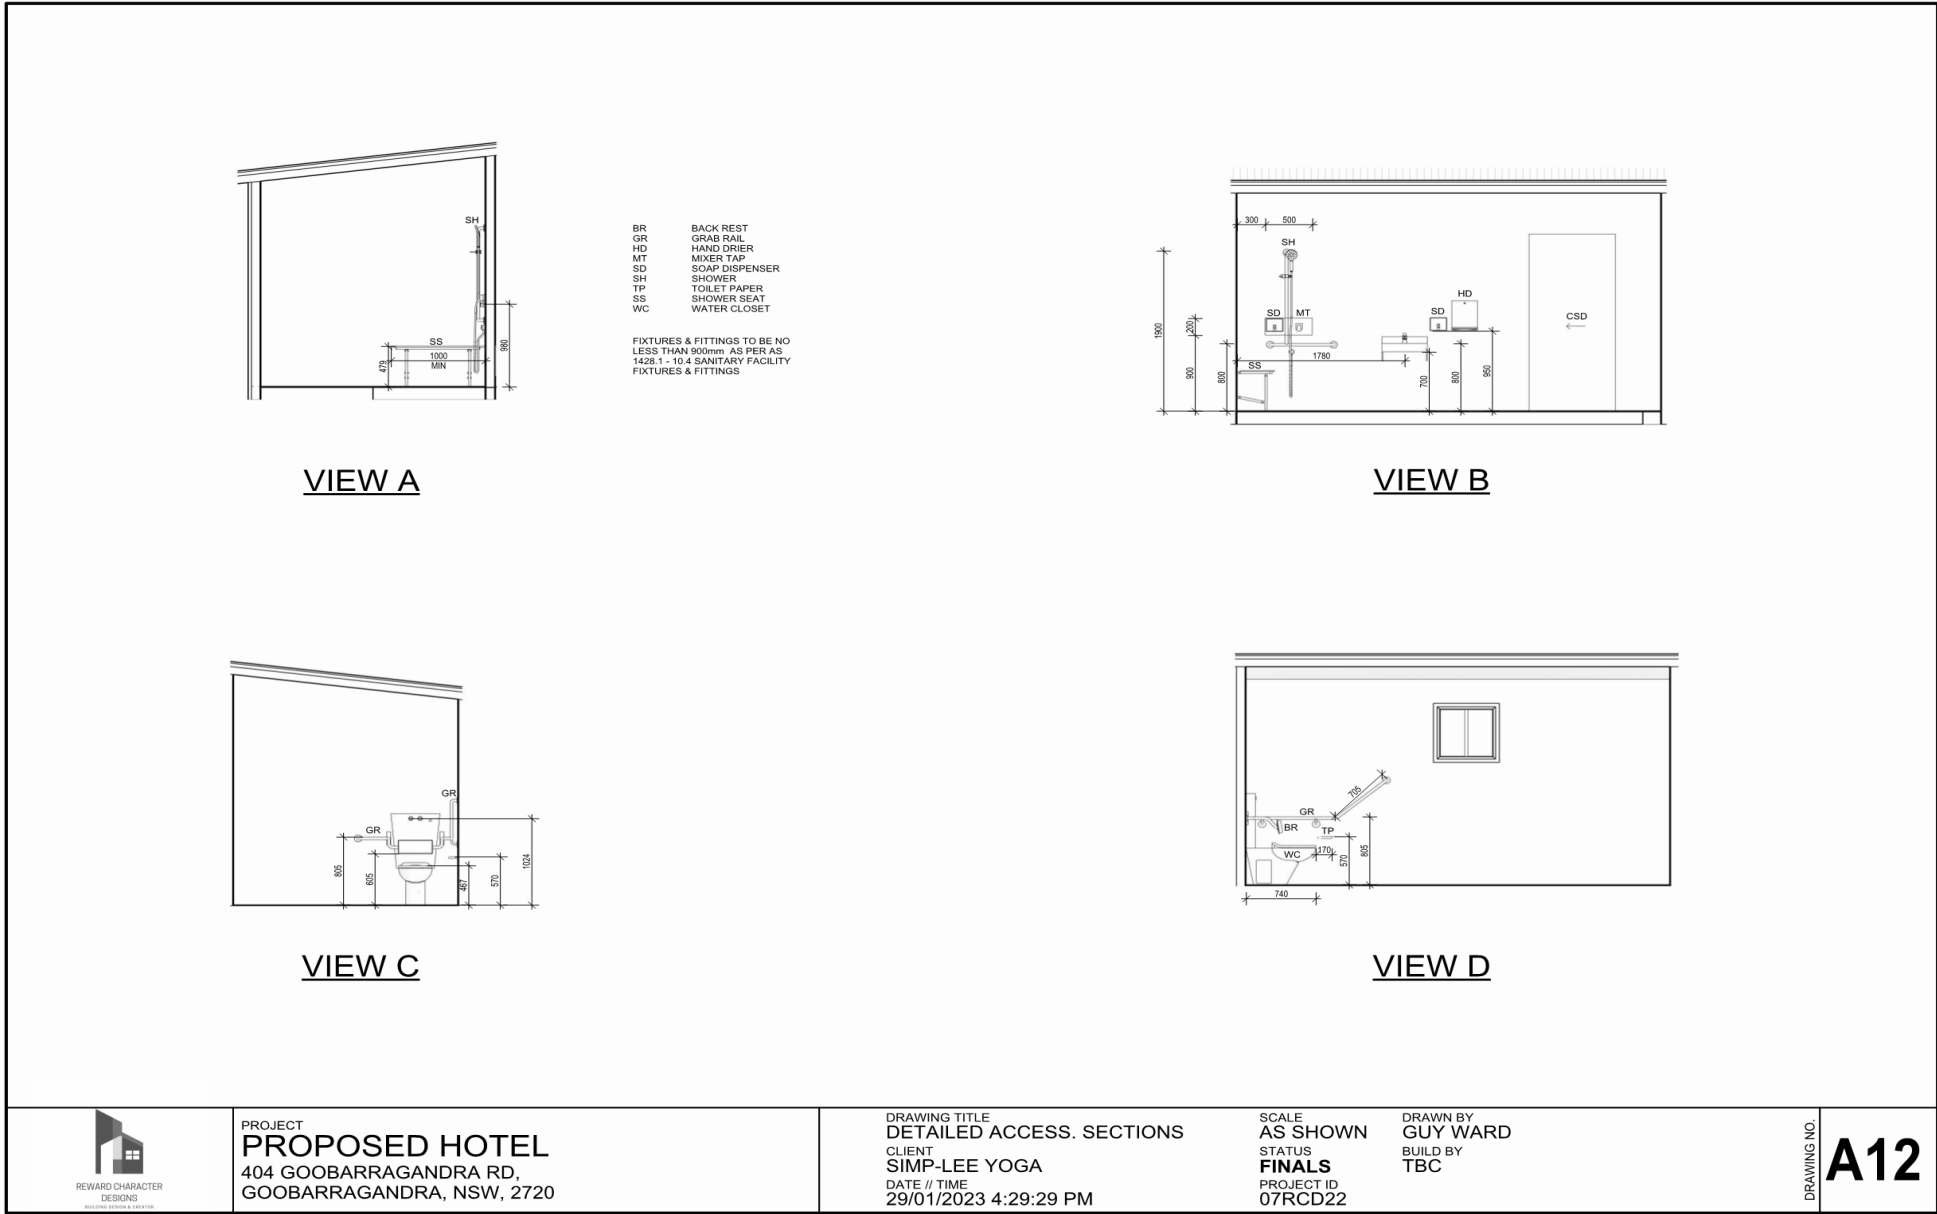 SH
SS
1000
MIN
479
980
VIEW A
BR BACK REST
GR GRAB RAIL
HD HAND DRIER
MT MIXER TAP
SD SOAP DISPENSER
SH SHOWER
TP TOILET PAPER
SS SHOWER SEAT
WC WATER CLOSET
FIXTURES & FITTINGS TO BE NO
LESS THAN 900mm AS PER AS
1428.1 - 10.4 SANITARY FACILITY
FIXTURES & FITTINGS
300 500
SH
HD
SD MT
SD
CSD
1900
200
1780
SS
900
800
700
800
950
VIEW B
GR
GR
805
605
467
570
1024
VIEW C
705
GR
BR
TP
WC
170
570
805
740
VIEW D
REWARD CHARACTER
DESIGNS
BUILDING DESIGN & CREATOR
PROJECT
PROPOSED HOTEL
404 GOOBARRAGANDRA RD,
GOOBARRAGANDRA, NSW, 2720
DRAWING TITLE
DETAILED ACCESS. SECTIONS
CLIENT
SIMP-LEE YOGA
DATE // TIME
29/01/2023 4:29:29 PM
SCALE
AS SHOWN
STATUS
FINALS
PROJECT ID
07RCD22
DRAWN BY
GUY WARD
BUILD BY
TBC
DRAWING NO.
A12